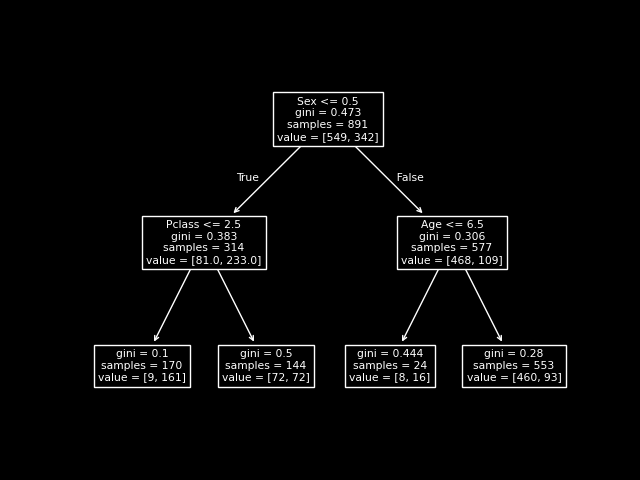 Sex <= 0.5
gini = 0.473
samples = 891
value = [549, 342]
True
False
Pclass <= 2.5
gini = 0.383
samples = 314
value = [81.0, 233.0]
Age <= 6.5
gini = 0.306
samples = 577
value = [468, 109]
gini = 0.1
samples = 170
value = [9, 161]
gini = 0.5
samples = 144
value = [72, 72]
gini = 0.444
samples = 24
value = [8, 16]
gini = 0.28
samples = 553
value = [460, 93]